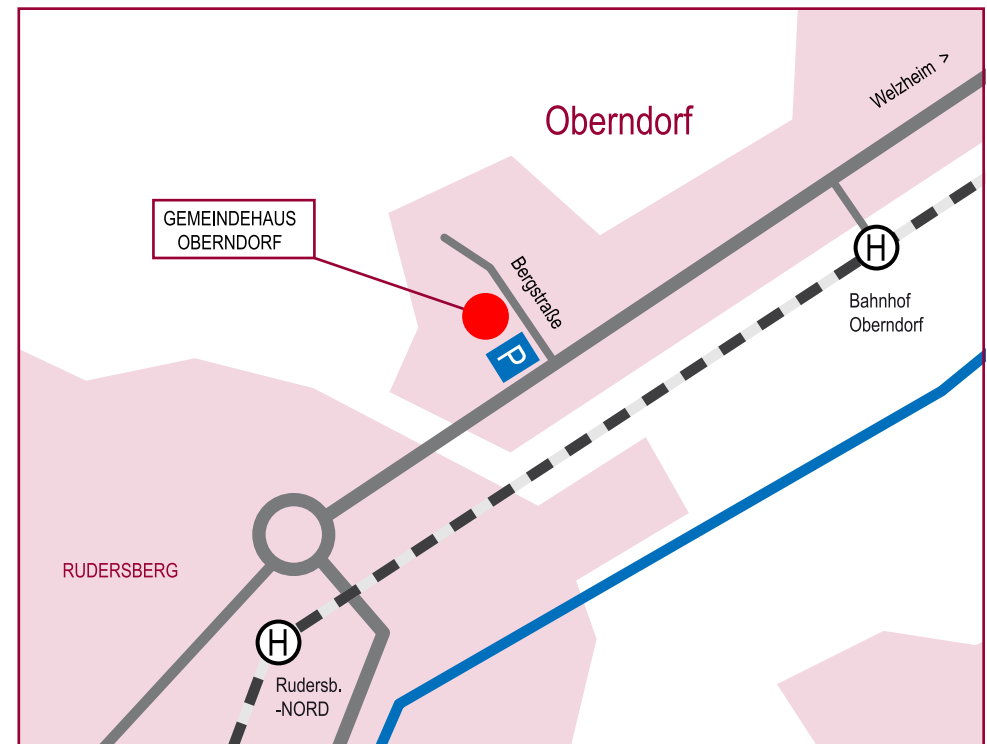 Welzheim >
Oberndorf
GEMEINDEHAUS
OBERNDORF
Bergstraße
H
Bahnhof
Oberndorf
P
RUDERSBERG
H
Rudersb.
-NORD